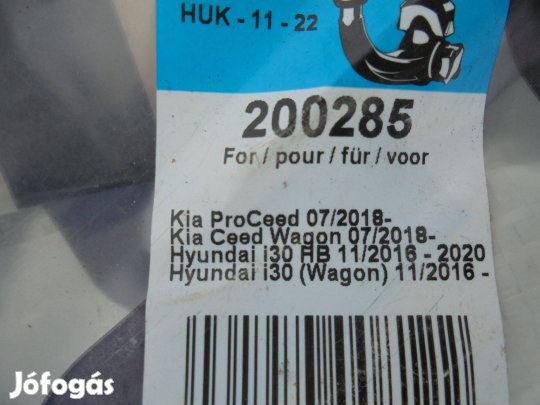 HUK - 11 - 22
200285
For / pour / für / voor
Kia ProCeed 07/2018-
Kia Ceed Wagon 07/2018-
Hyundai i30 HB 11/2016 - 2020
Hyundai i30 (Wagon) 11/2016 -
Jófogás